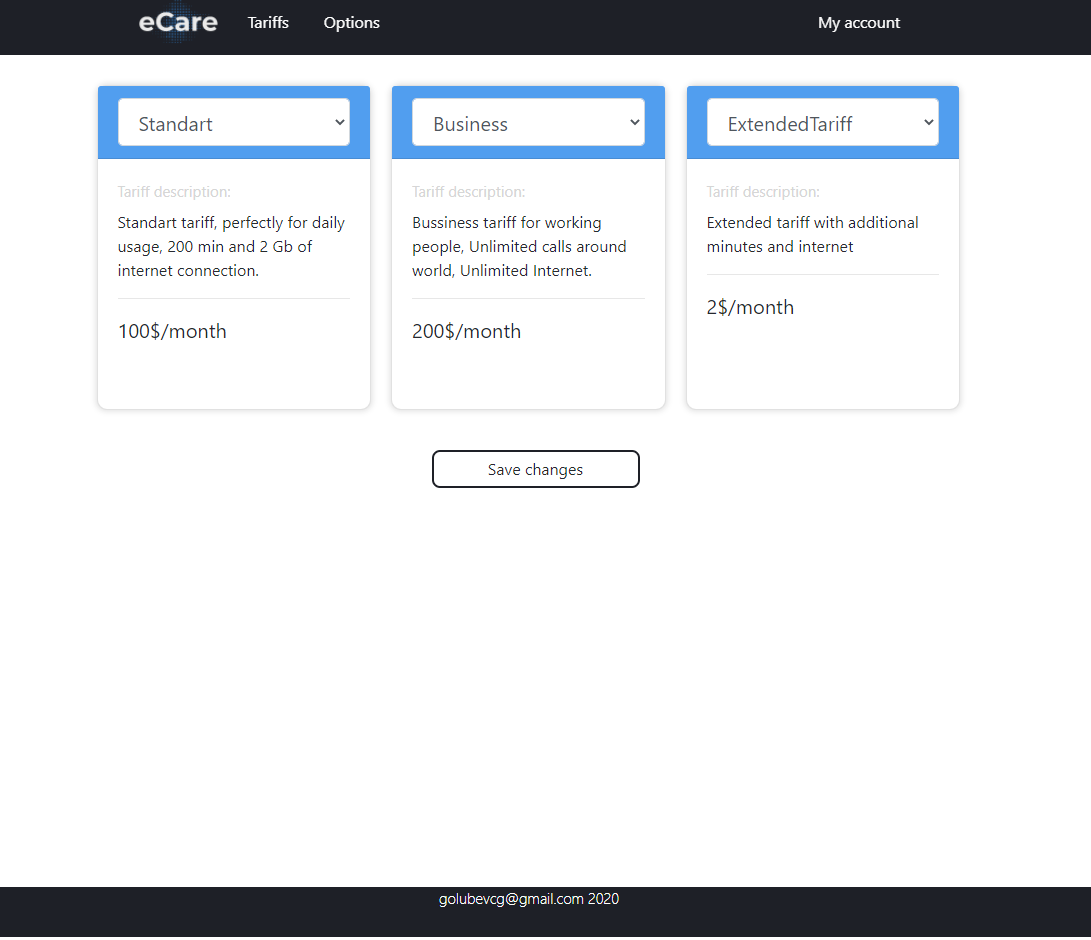 eCare Tariffs Options My account
Standart
Business
ExtendedTariff
Tariff description:
Standart tariff, perfectly for daily
usage, 200 min and 2 Gb of
internet connection.
100$/month
Tariff description:
Bussiness tariff for working
people, Unlimited calls around
world, Unlimited Internet.
200$/month
Tariff description:
Extended tariff with additional
minutes and internet
2$/month
Save changes
golubevcg@gmail.com 2020